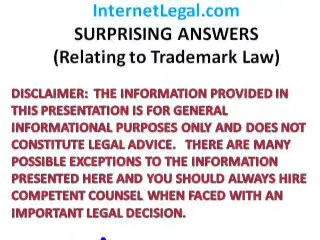 InternetLegal.com
SURPRISING ANSWERS
(Relating to Trademark Law)
DISCLAIMER: THE INFORMATION PROVIDED IN
THIS PRESENTATION IS FOR GENERAL
INFORMATIONAL PURPOSES ONLY AND DOES NOT
CONSTITUTE LEGAL ADVICE. THERE ARE MANY
POSSIBLE EXCEPTIONS TO THE INFORMATION
PRESENTED HERE AND YOU SHOULD ALWAYS HIRE
COMPETENT COUNSEL WHEN FACED WITH AN
IMPORTANT LEGAL DECISION.